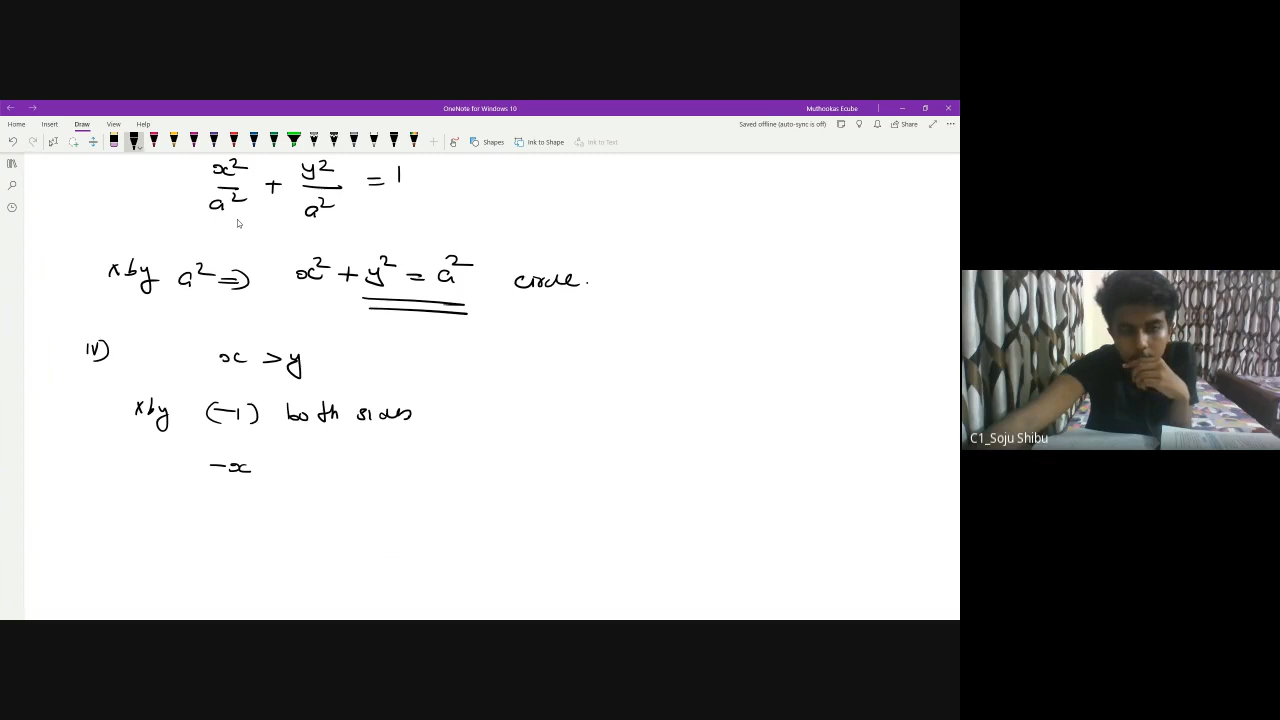 OneNote for Windows 10
Muthookas Ecube
Home Insert Draw View Help
Saved offline (auto-sync is off)
Share
Shapes
Ink to Shape
Ink to Text
x²/a² + y²/a² = 1
× by a² ⇒ x² + y² = a² circle.
iv) x > y
× by (-1) both sides
-x
C1_Soju Shibu